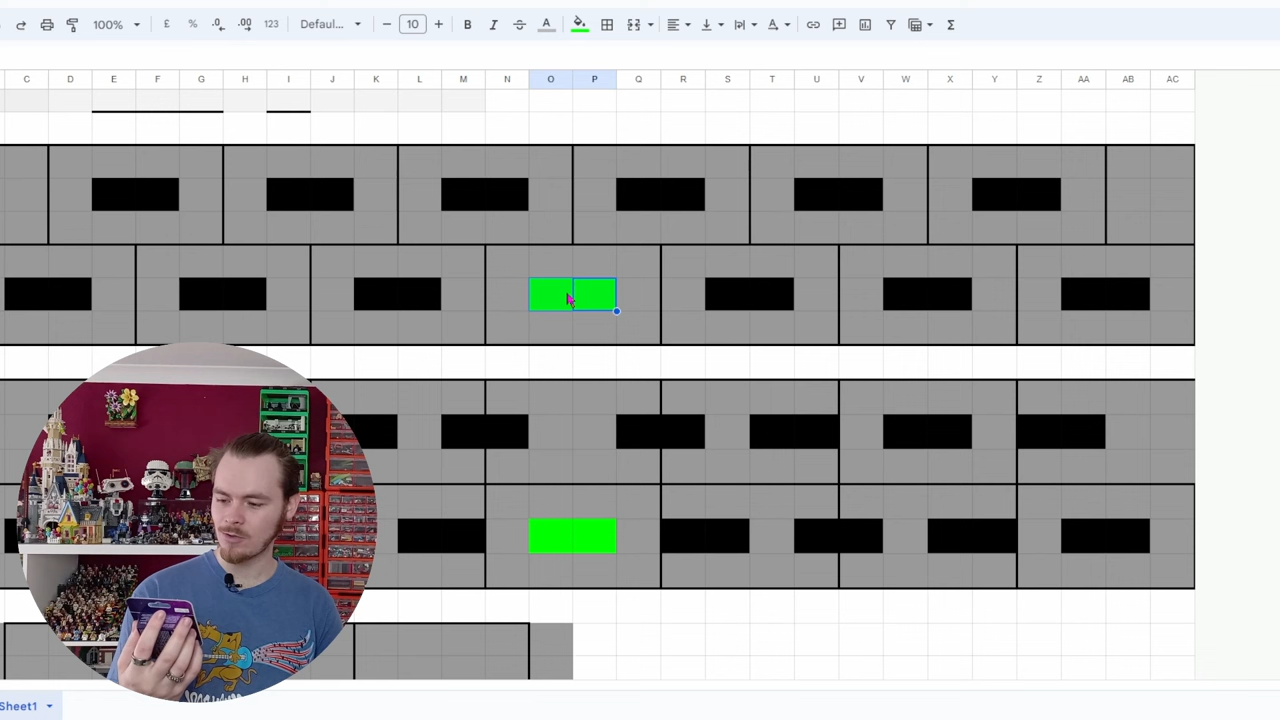 100% £ % .0 .00 123 Defaul... 10 B I S A Σ
C D E F G H I J K L M N O P Q R S T U V W X Y Z AA AB AC
Sheet1